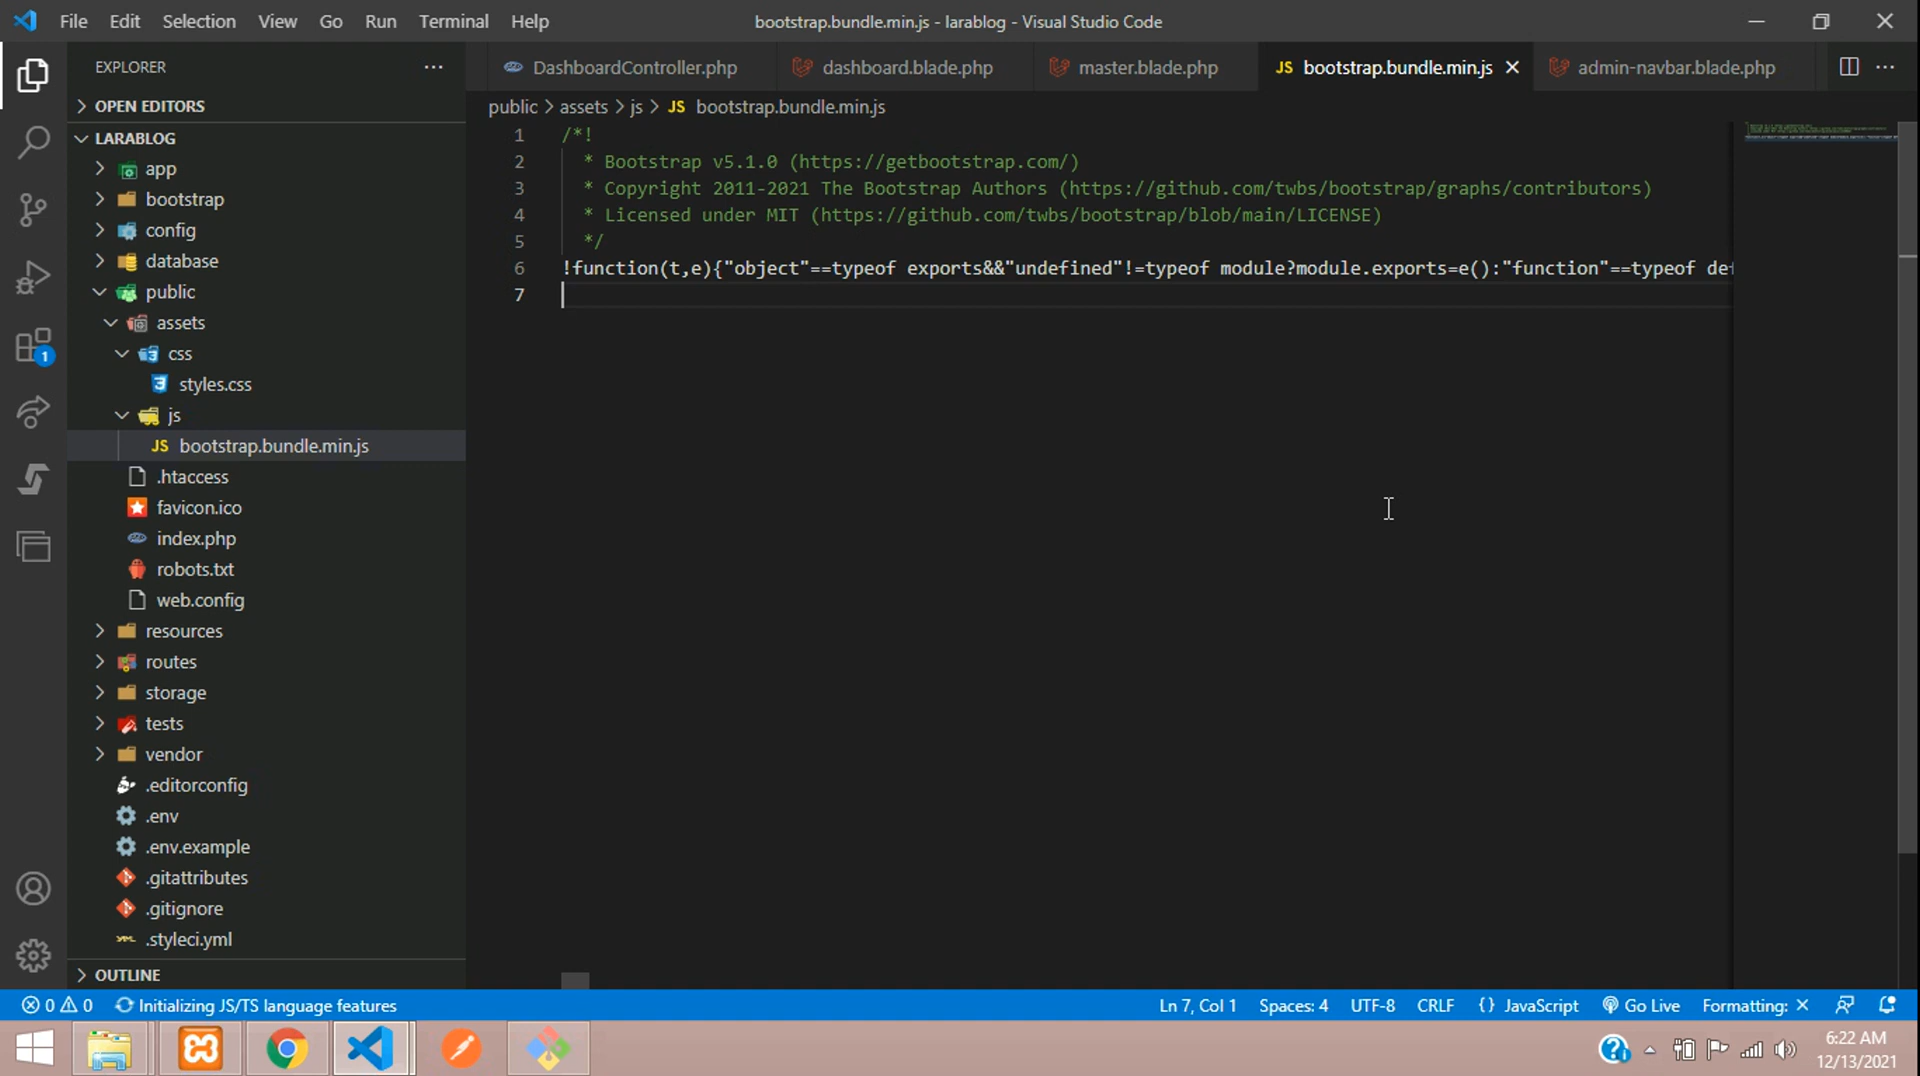 File Edit Selection View Go Run Terminal Help
bootstrap.bundle.min.js - larablog - Visual Studio Code
EXPLORER
OPEN EDITORS
LARABLOG
app
bootstrap
config
database
public
assets
css
styles.css
js
JS bootstrap.bundle.min.js
.htaccess
favicon.ico
index.php
robots.txt
web.config
resources
routes
storage
tests
vendor
.editorconfig
.env
.env.example
.gitattributes
.gitignore
.styleci.yml
OUTLINE
1
DashboardController.php dashboard.blade.php master.blade.php JS bootstrap.bundle.min.js admin-navbar.blade.php
public > assets > js > JS bootstrap.bundle.min.js
1 /*!
2 * Bootstrap v5.1.0 (https://getbootstrap.com/)
3 * Copyright 2011-2021 The Bootstrap Authors (https://github.com/twbs/bootstrap/graphs/contributors)
4 * Licensed under MIT (https://github.com/twbs/bootstrap/blob/main/LICENSE)
5 */
6 !function(t,e){"object"==typeof exports&&"undefined"!=typeof module?module.exports=e():"function"==typeof def
7
0 0 Initializing JS/TS language features
Ln 7, Col 1 Spaces: 4 UTF-8 CRLF {} JavaScript Go Live Formatting: ×
6:22 AM
12/13/2021